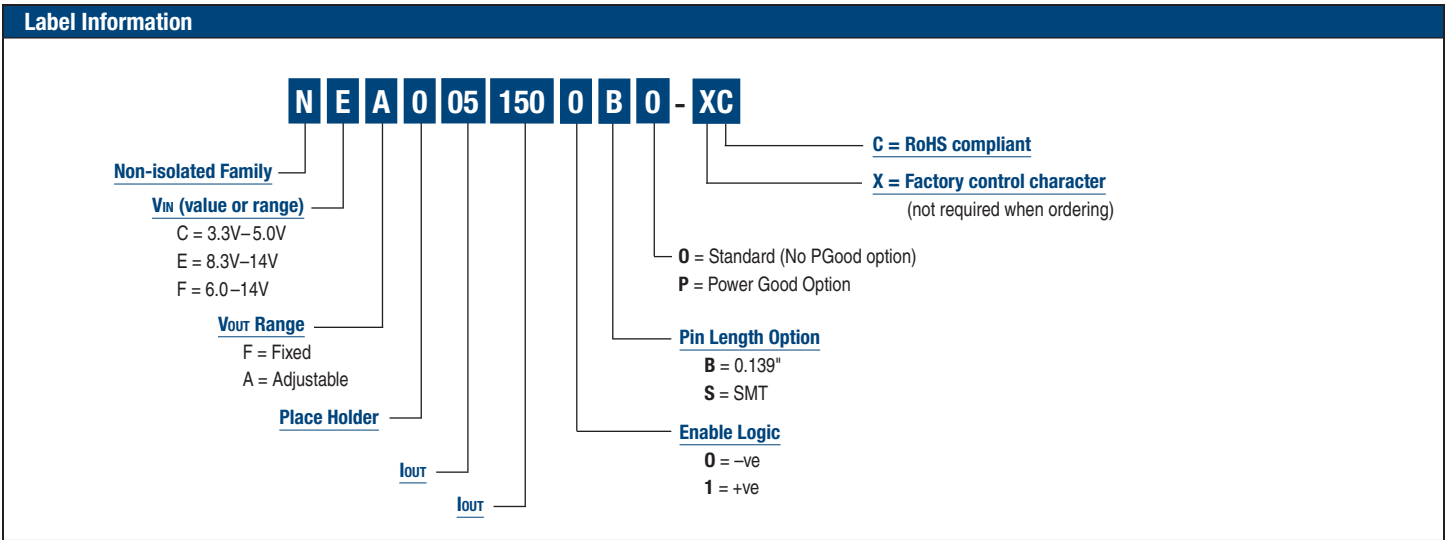 Label Information
N E A 0 05 150 0 B 0 - XC
Non-isolated Family
VIN (value or range)
C = 3.3V–5.0V
E = 8.3V–14V
F = 6.0–14V
VOUT Range
F = Fixed
A = Adjustable
Place Holder
IOUT
IOUT
C = RoHS compliant
X = Factory control character
(not required when ordering)
0 = Standard (No PGood option)
P = Power Good Option
Pin Length Option
B = 0.139"
S = SMT
Enable Logic
0 = –ve
1 = +ve